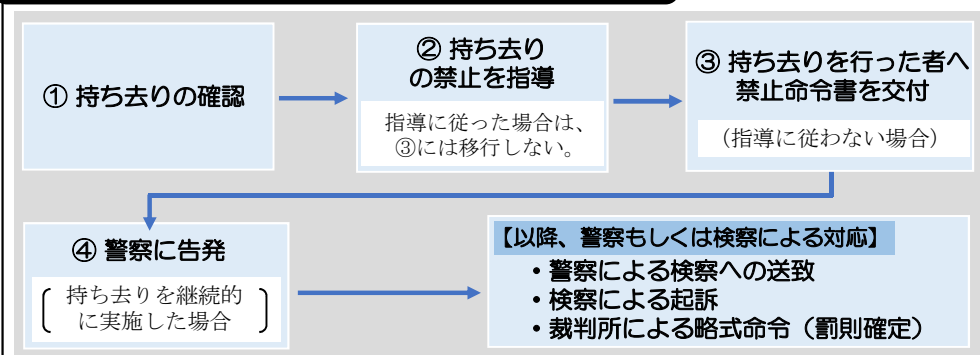 ① 持ち去りの確認
② 持ち去り
の禁止を指導
指導に従った場合は、
③には移行しない。
③ 持ち去りを行った者へ
禁止命令書を交付
（指導に従わない場合）
④ 警察に告発
持ち去りを継続的
に実施した場合
【以降、警察もしくは検察による対応】
・警察による検察への送致
・検察による起訴
・裁判所による略式命令（罰則確定）